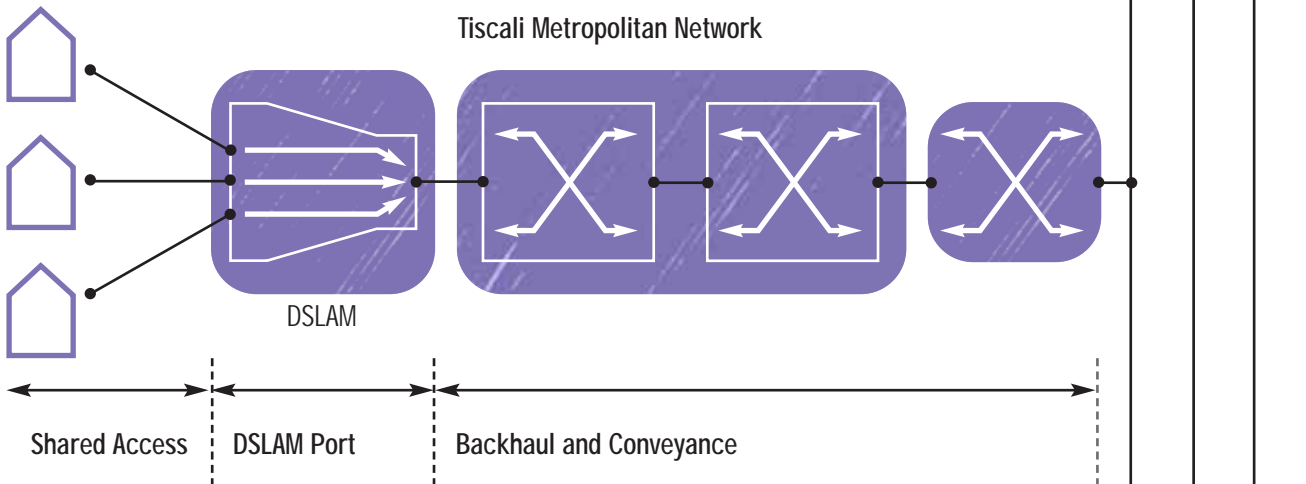 Tiscali Metropolitan Network
DSLAM
Shared Access
DSLAM Port
Backhaul and Conveyance